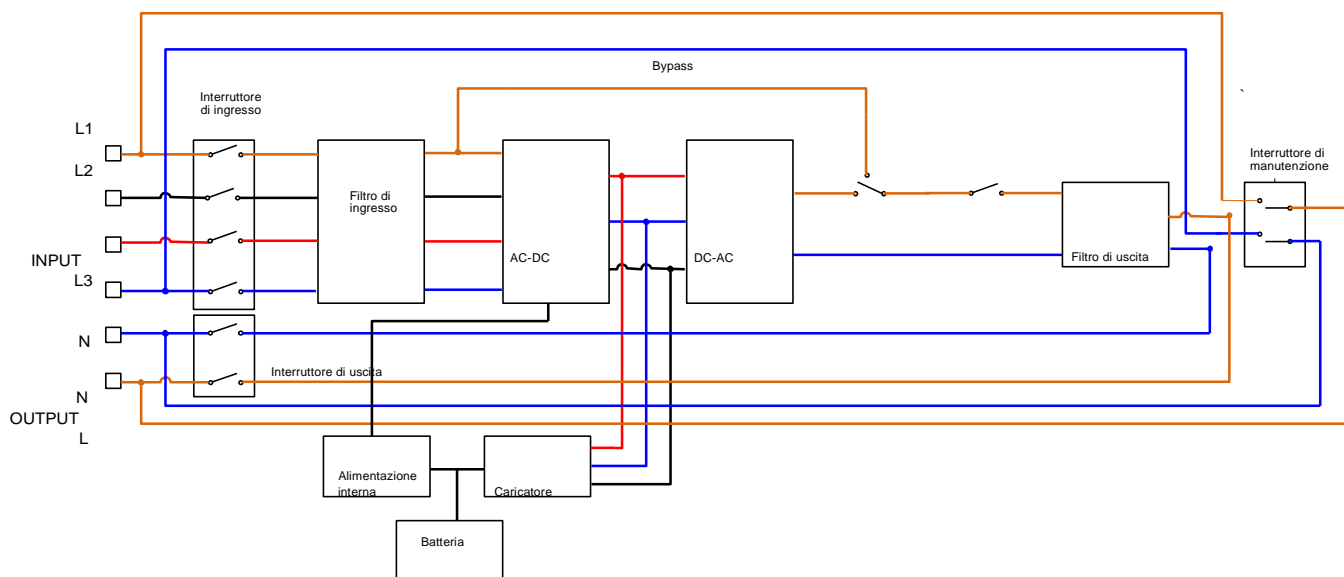 Bypass
`
Interruttore
di ingresso
L1
L2
INPUT
L3
N
N
OUTPUT
L
Filtro di
ingresso
AC-DC
DC-AC
Filtro di uscita
Interruttore di
manutenzione
Interruttore di uscita
Alimentazione
interna
Caricatore
Batteria